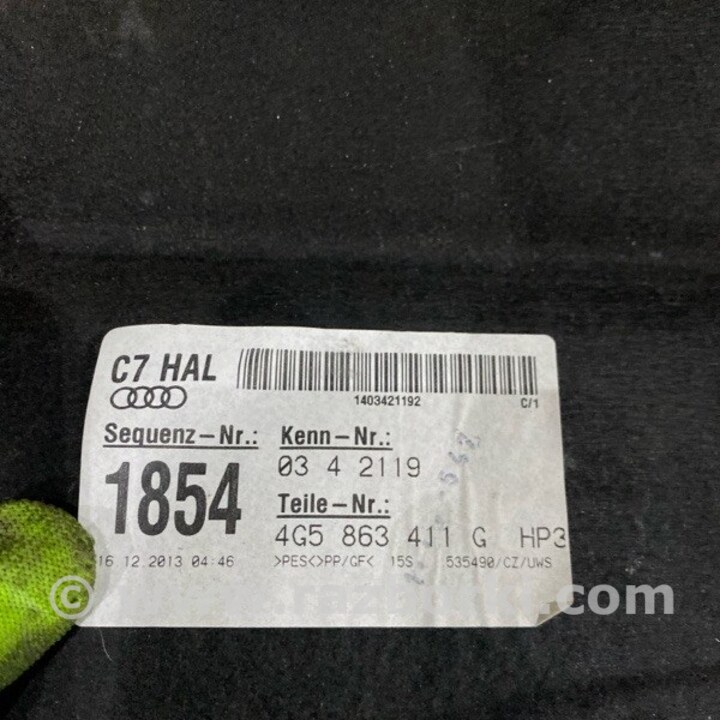 C7 HAL
1403421192 C/1
Sequenz-Nr.: Kenn-Nr.:
1854 03 4 2119
Teile-Nr.:
4G5 863 411 G HP3
16 12.2013 04:46 >PES<>PP/GF< 15S 535490/CZ/UWS